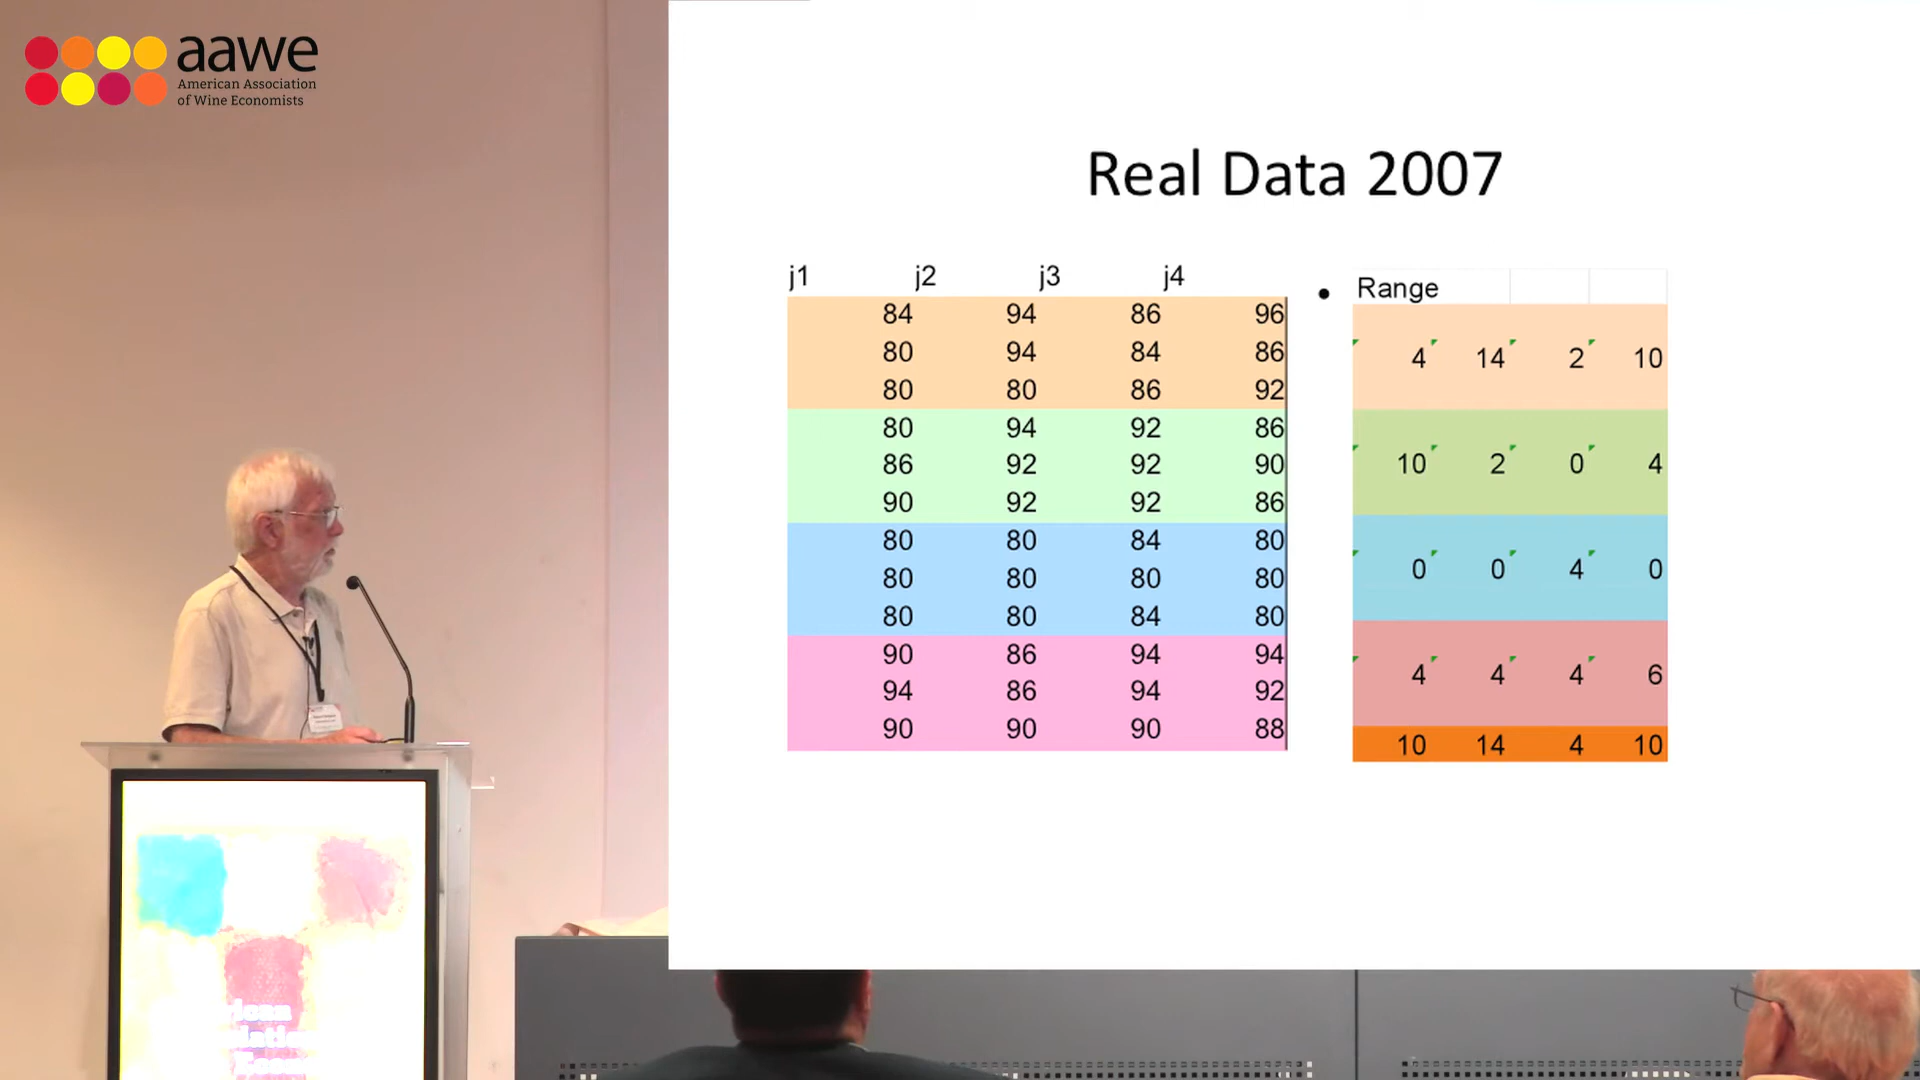 aawe
American Association
of Wine Economists
Real Data 2007
j1 j2 j3 j4
84 94 86 96
80 94 84 86
80 80 86 92
80 94 92 86
86 92 92 90
90 92 92 86
80 80 84 80
80 80 80 80
80 80 84 80
90 86 94 94
94 86 94 92
90 90 90 88
• Range
4 14 2 10
10 2 0 4
0 0 4 0
4 4 4 6
10 14 4 10